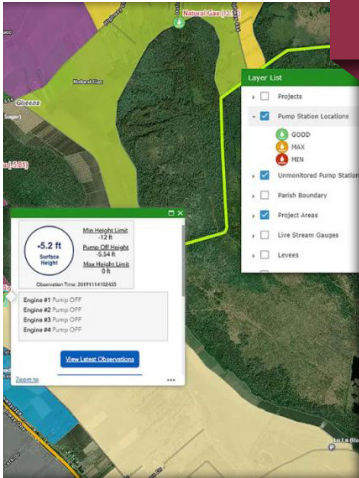 Natural Gas
Layer List
Projects
Pump Station Locations
GOOD
MAX
MIN
Unmonitored Pump Station
Parish Boundary
Project Areas
Live Stream Gauges
Levees
Natural Gas
Gheens
-5.2 ft
Surface
Height
Min Height Limit
-12 ft
Pump Off Height
-5.54 ft
Max Height Limit
0 ft
Engine #1 Pump OFF
Engine #2 Pump OFF
Engine #3 Pump OFF
Engine #4 Pump OFF
View Latest Observations
Zoom to
•••